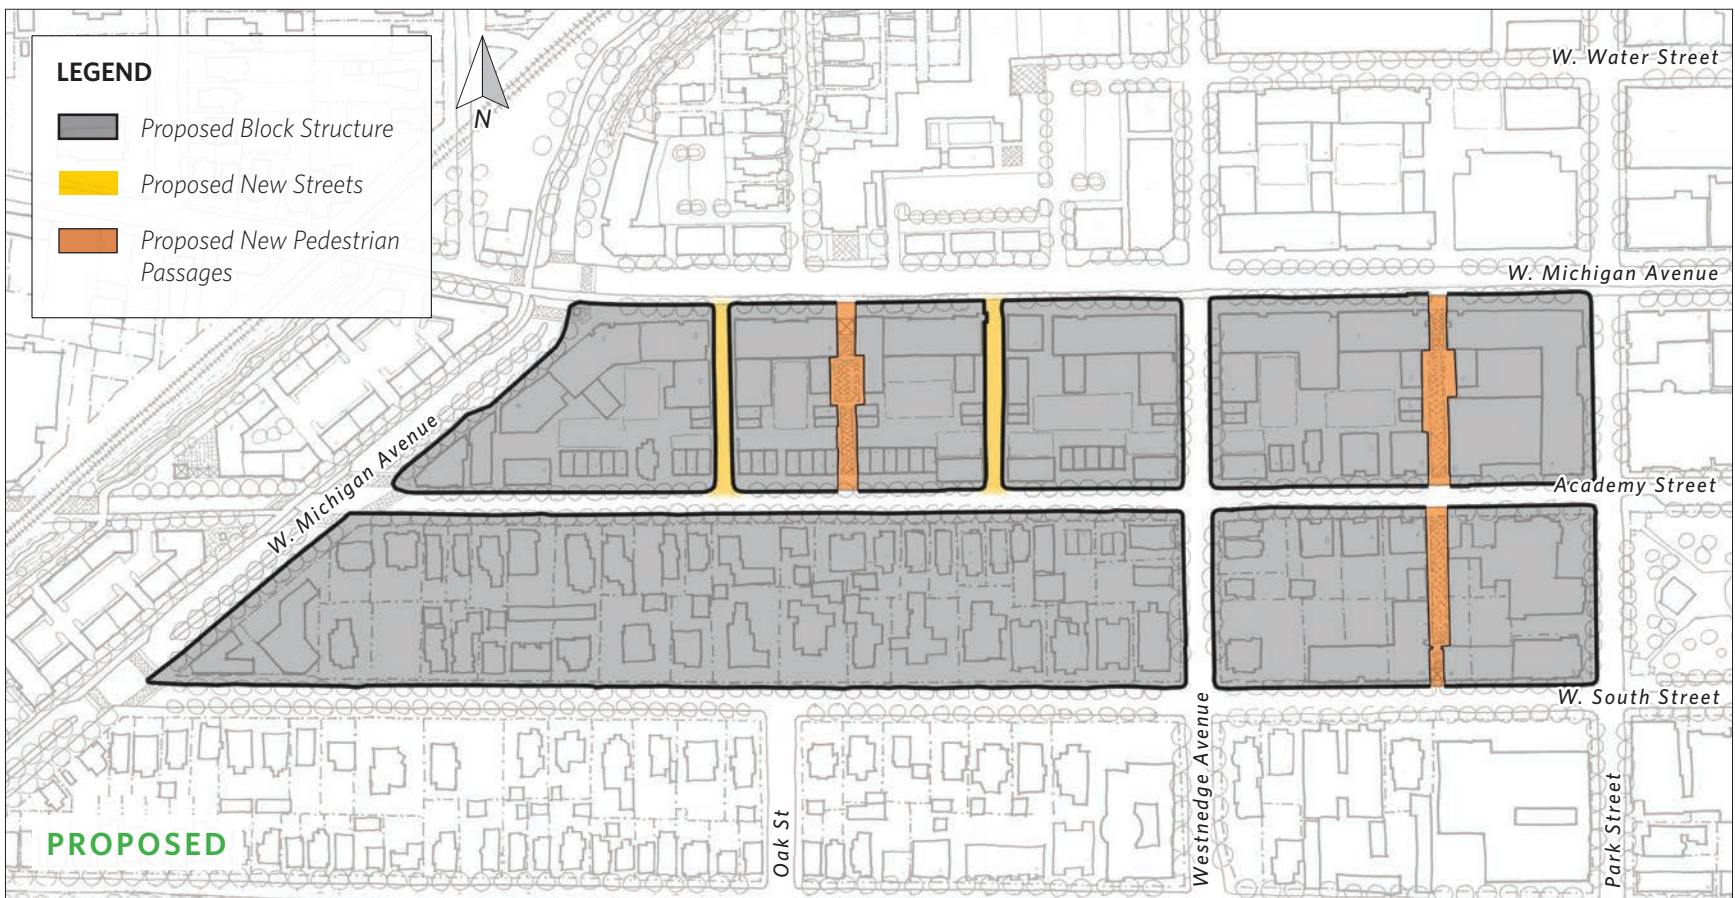 LEGEND
Proposed Block Structure
Proposed New Streets
Proposed New Pedestrian
Passages
N
W. Water Street
W. Michigan Avenue
W. Michigan Avenue
Academy Street
W. South Street
Oak St
Westnedge Avenue
Park Street
PROPOSED